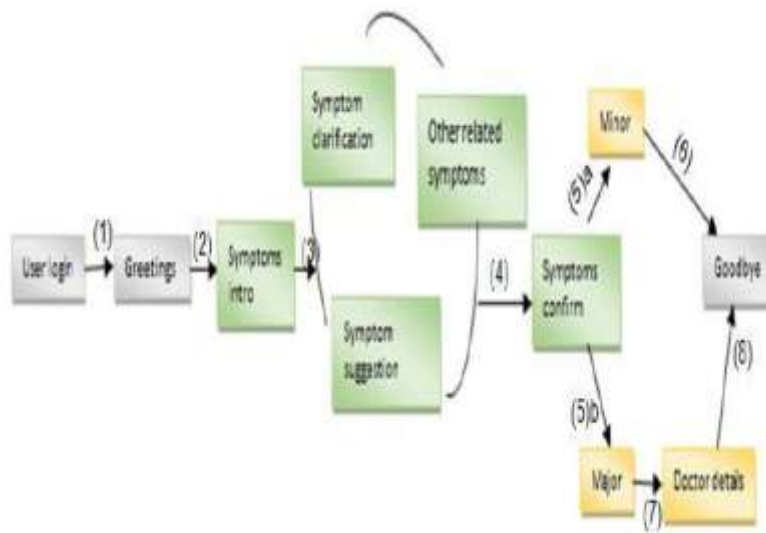 User login
(1)
Greetings
(2)
Symptoms
intro
(3)
Symptom
clarification
Other related
symptoms
Symptom
suggestion
(4)
Symptoms
confirm
(5)a
Minor
(6)
Goodbye
(5)b
Major
(7)
Doctor details
(8)